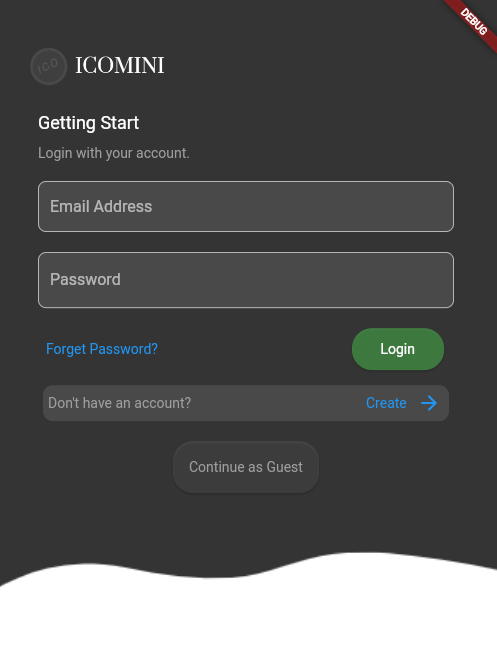 DEBUG
ICO
ICOMINI
Getting Start
Login with your account.
Email Address
Password
Forget Password?
Login
Don't have an account?
Create
Continue as Guest